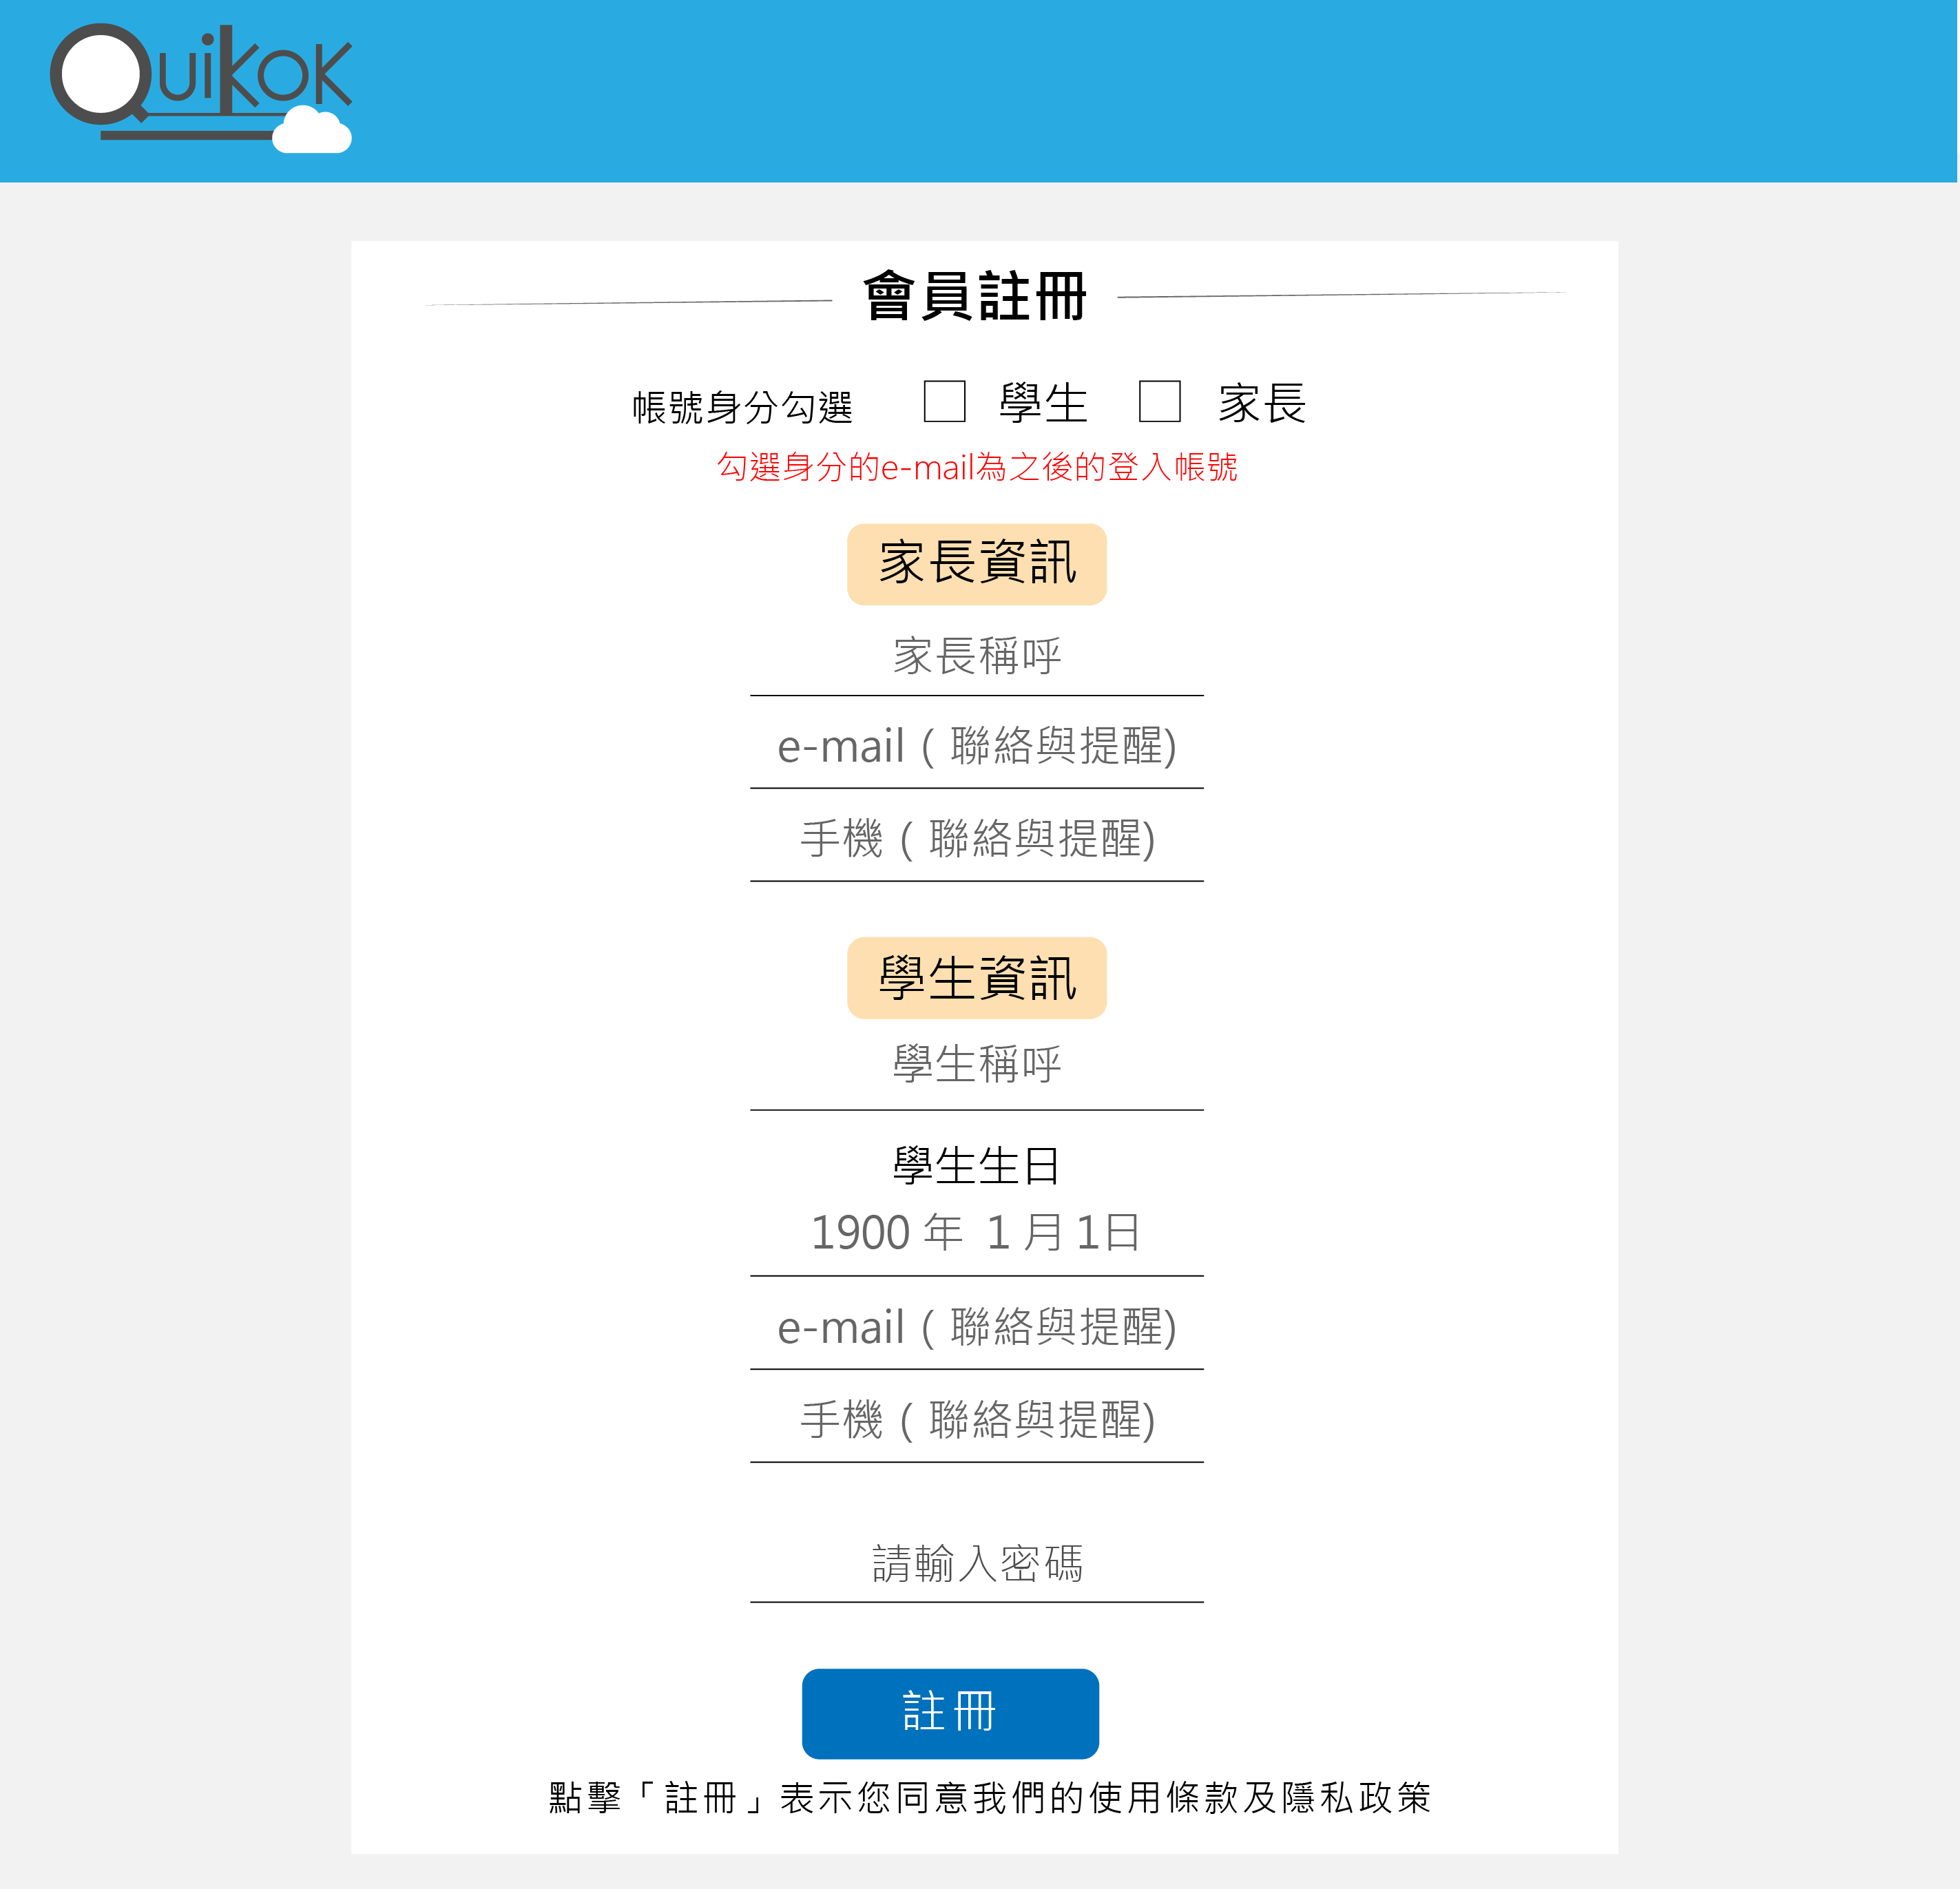 QuiKOK
會員註冊
帳號身分勾選 學生 家長
勾選身分的e-mail為之後的登入帳號
家長資訊
家長稱呼
e-mail ( 聯絡與提醒)
手機 ( 聯絡與提醒)
學生資訊
學生稱呼
學生生日
1900 年 1 月 1日
e-mail ( 聯絡與提醒)
手機 ( 聯絡與提醒)
請輸入密碼
註冊
點擊「註冊」表示您同意我們的使用條款及隱私政策